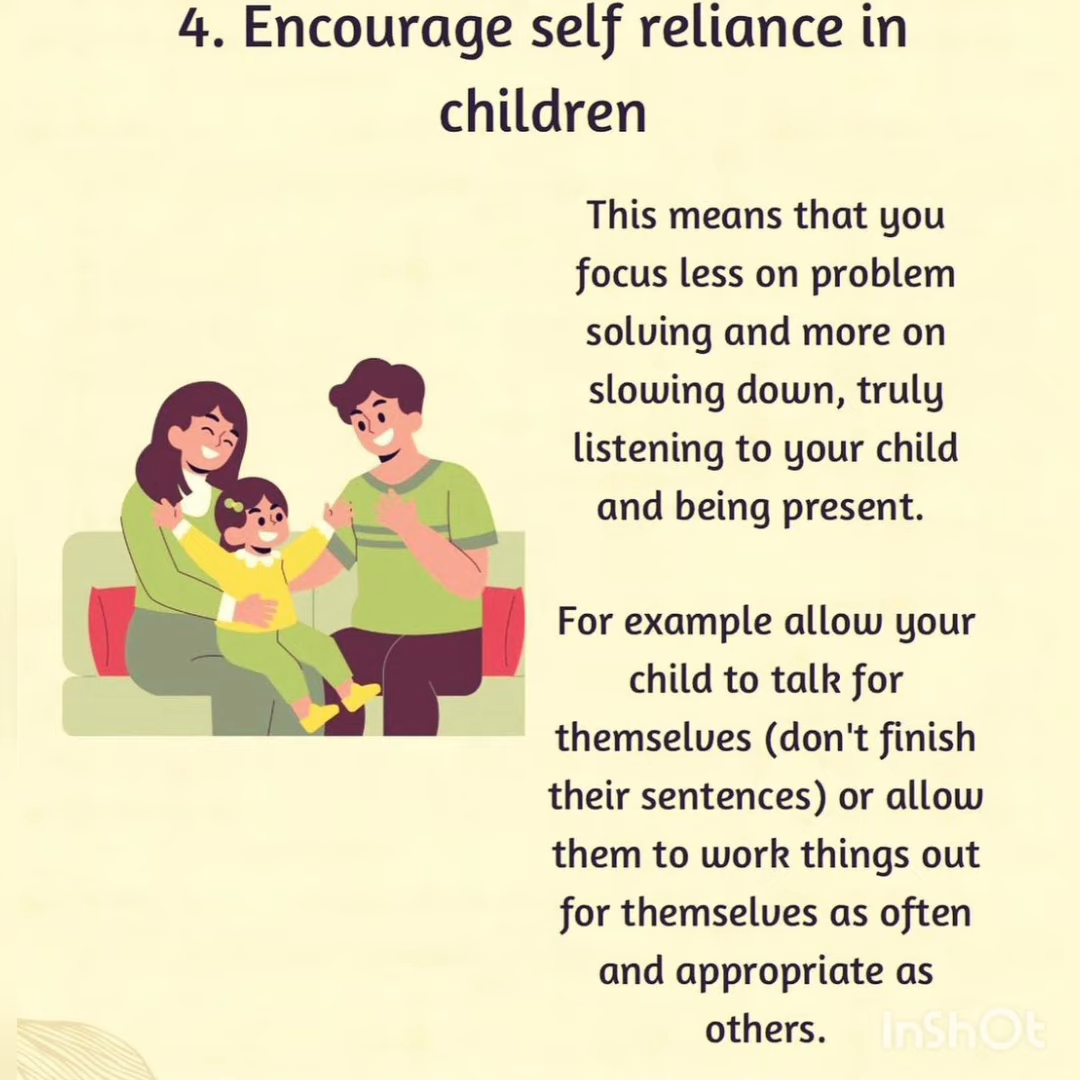 4. Encourage self reliance in
children
This means that you
focus less on problem
solving and more on
slowing down, truly
listening to your child
and being present.
For example allow your
child to talk for
themselves (don't finish
their sentences) or allow
them to work things out
for themselves as often
and appropriate as
others.
InShOt